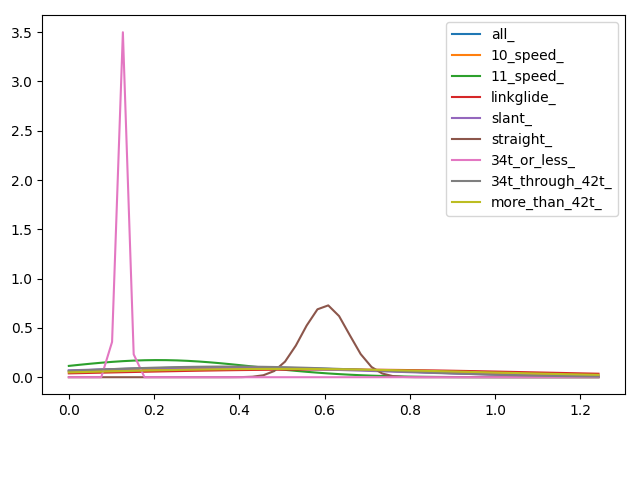 3.5
3.0
2.5
2.0
1.5
1.0
0.5
0.0
0.0 0.2 0.4 0.6 0.8 1.0 1.2
all_
10_speed_
11_speed_
linkglide_
slant_
straight_
34t_or_less_
34t_through_42t_
more_than_42t_